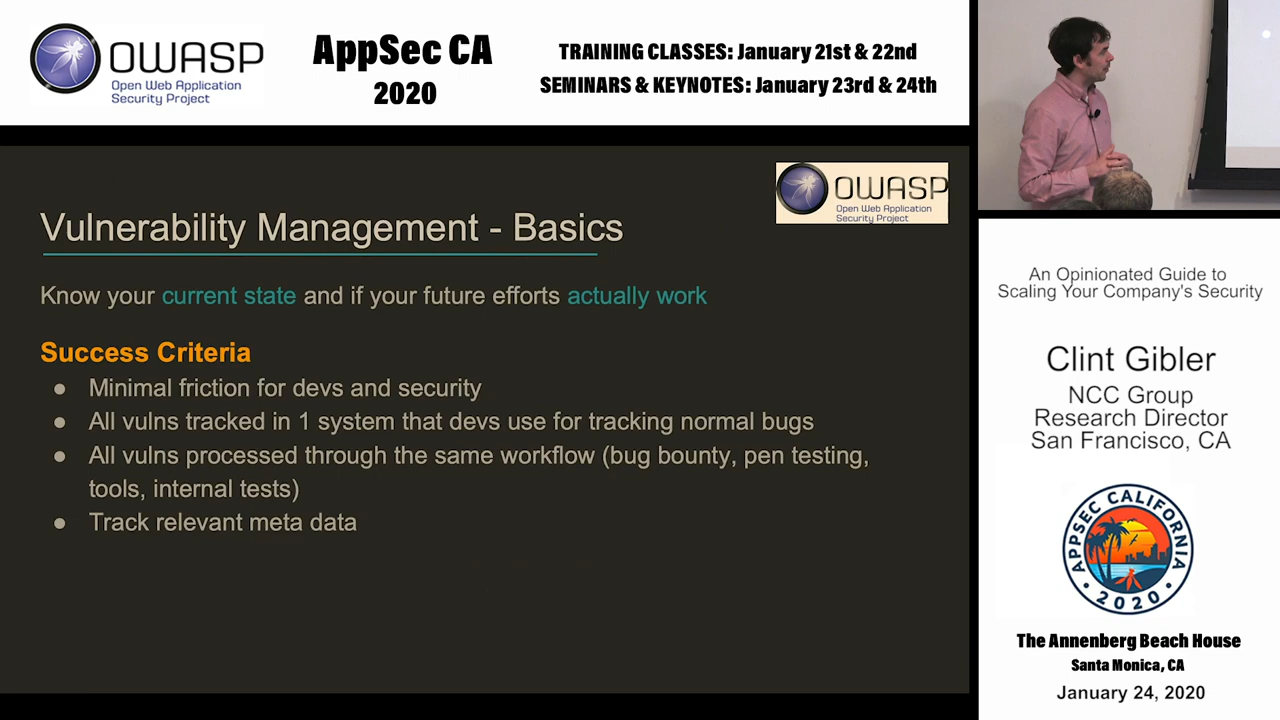 OWASP
Open Web Application
Security Project
AppSec CA
2020
TRAINING CLASSES: January 21st & 22nd
SEMINARS & KEYNOTES: January 23rd & 24th
OWASP
Open Web Application
Security Project
Vulnerability Management - Basics
Know your current state and if your future efforts actually work
Success Criteria
● Minimal friction for devs and security
● All vulns tracked in 1 system that devs use for tracking normal bugs
● All vulns processed through the same workflow (bug bounty, pen testing,
tools, internal tests)
● Track relevant meta data
An Opinionated Guide to
Scaling Your Company's Security
Clint Gibler
NCC Group
Research Director
San Francisco, CA
APPSEC CALIFORNIA
2020
The Annenberg Beach House
Santa Monica, CA
January 24, 2020